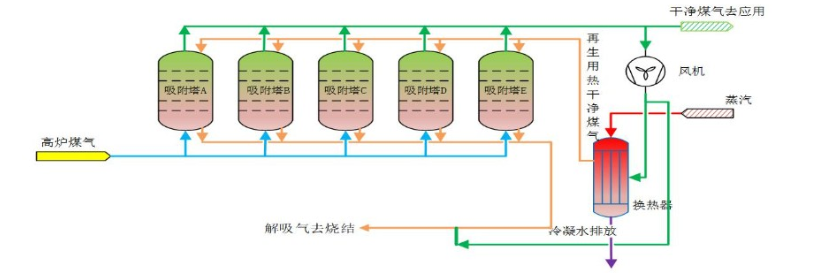 干净煤气去应用
再生用热干净煤气
风机
吸附塔A
吸附塔B
吸附塔C
吸附塔D
吸附塔E
蒸汽
高炉煤气
换热器
解吸气去烧结
冷凝水排放